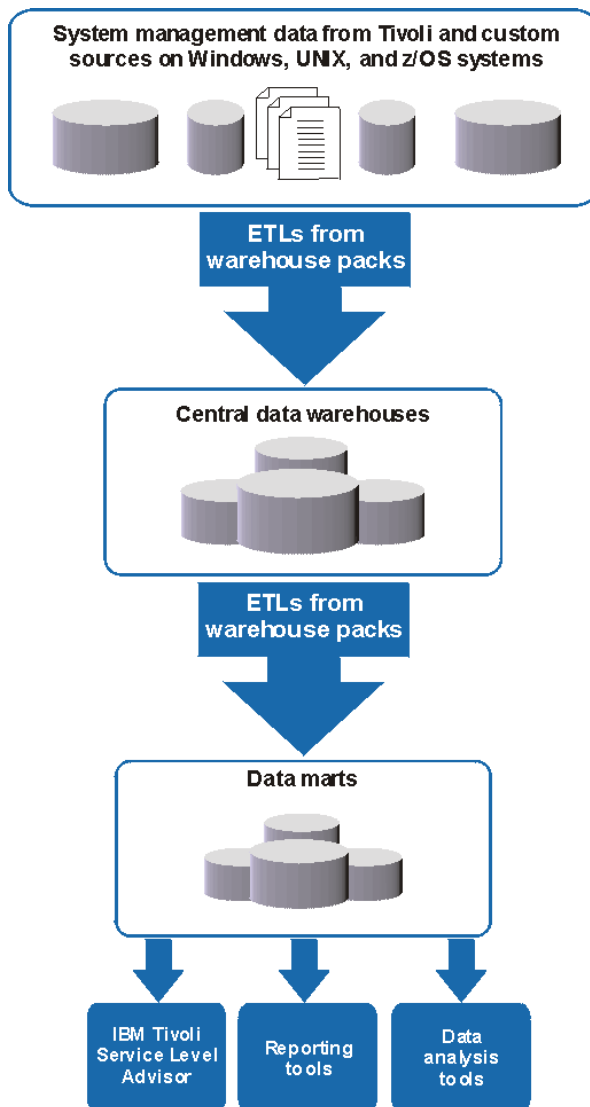 System management data from Tivoli and custom
sources on Windows, UNIX, and z/OS systems
ETLs from
warehouse packs
Central data warehouses
ETLs from
warehouse packs
Data marts
IBM Tivoli
Service Level
Advisor
Reporting
tools
Data
analysis
tools